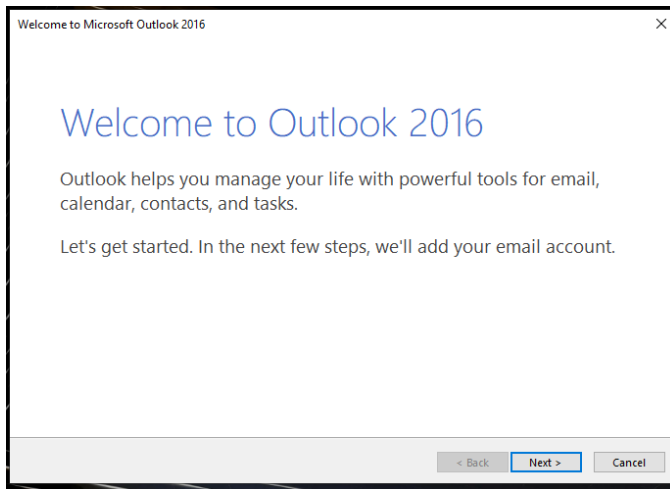 Welcome to Microsoft Outlook 2016
Welcome to Outlook 2016
Outlook helps you manage your life with powerful tools for email,
calendar, contacts, and tasks.
Let's get started. In the next few steps, we'll add your email account.
< Back Next > Cancel